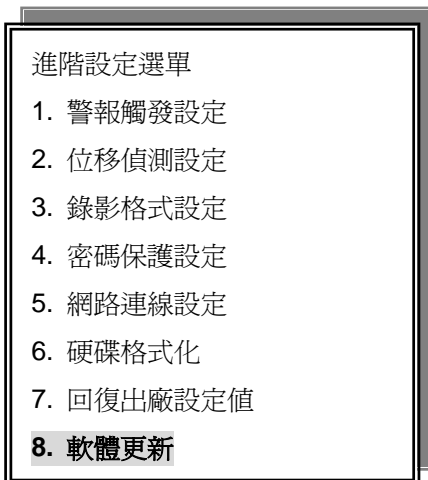 進階設定選單
1. 警報觸發設定
2. 位移偵測設定
3. 錄影格式設定
4. 密碼保護設定
5. 網路連線設定
6. 硬碟格式化
7. 回復出廠設定值
8. 軟體更新